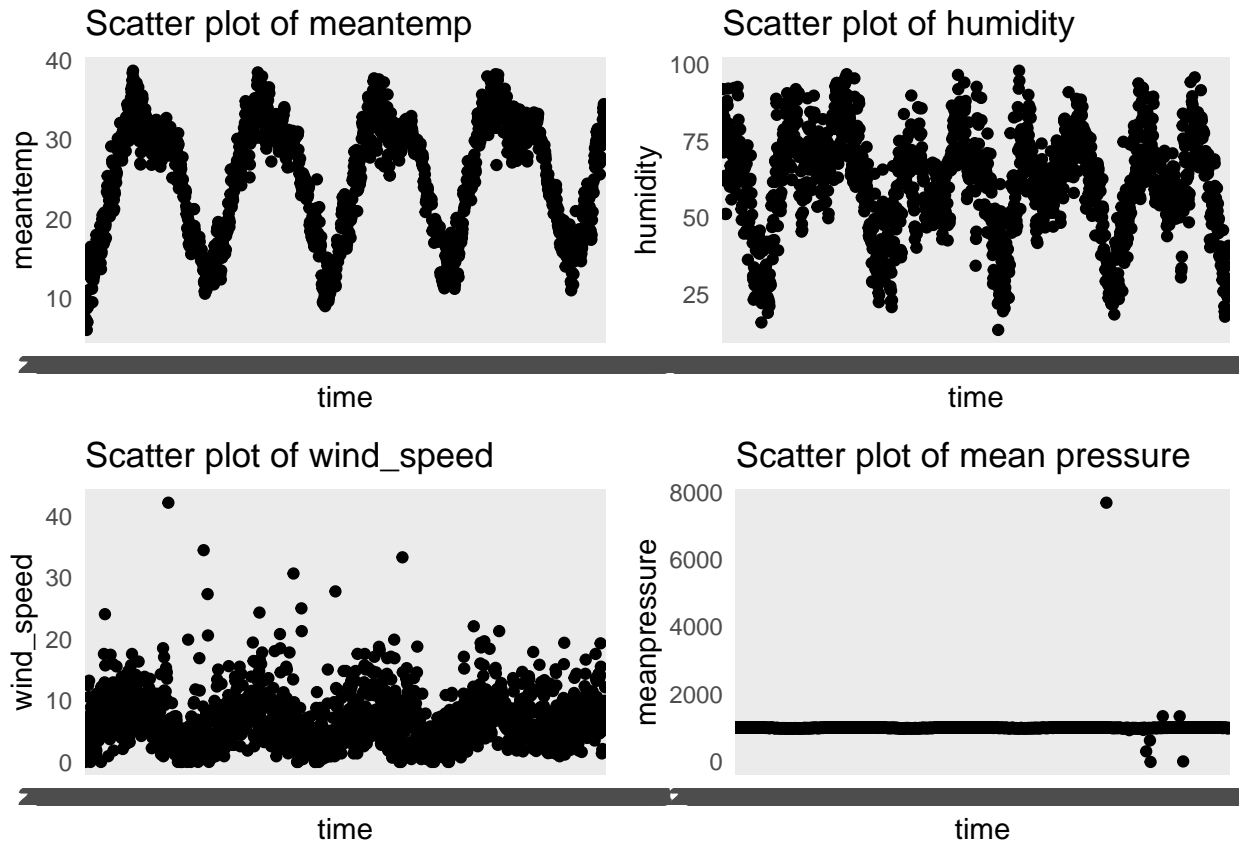 Scatter plot of meantemp
40
30
20
10
meantemp
time
Scatter plot of humidity
100
75
50
25
humidity
time
Scatter plot of wind_speed
40
30
20
10
0
wind_speed
time
Scatter plot of mean pressure
8000
6000
4000
2000
0
meanpressure
time